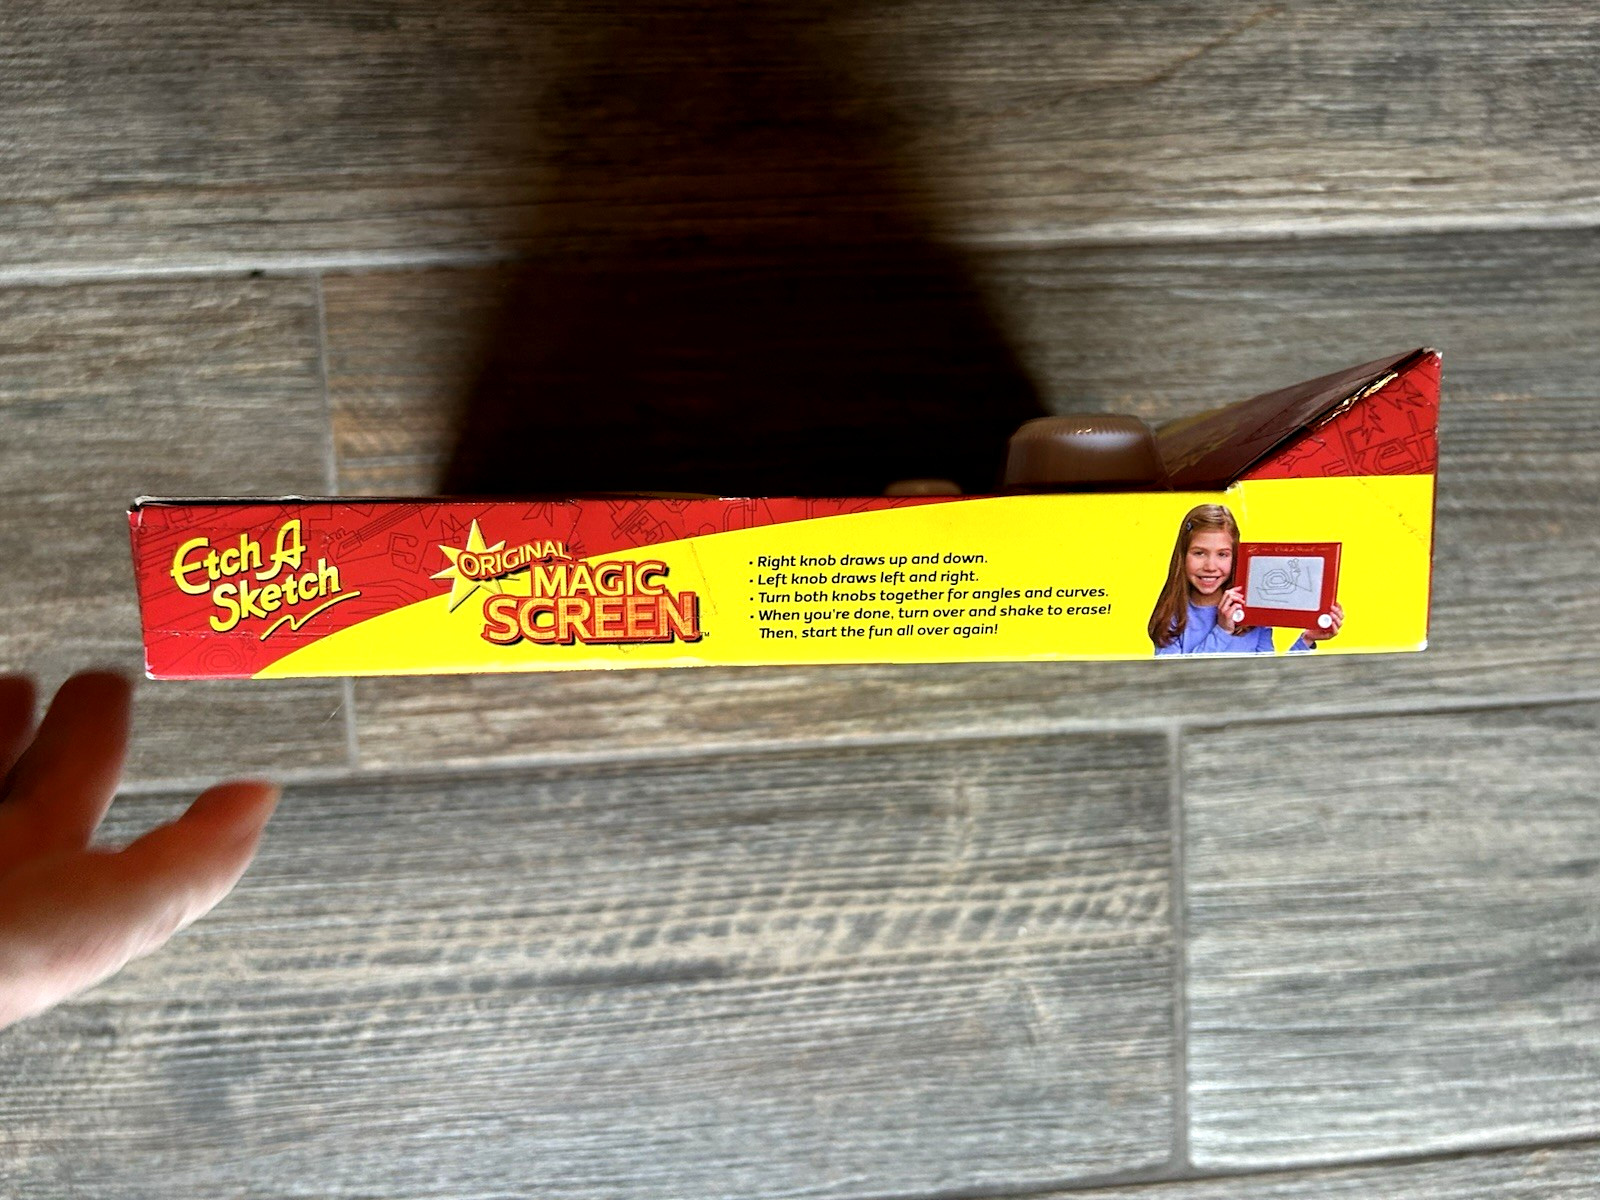 Etch A
Sketch
ORIGINAL
MAGIC
SCREEN™
• Right knob draws up and down.
• Left knob draws left and right.
• Turn both knobs together for angles and curves.
• When you're done, turn over and shake to erase!
Then, start the fun all over again!